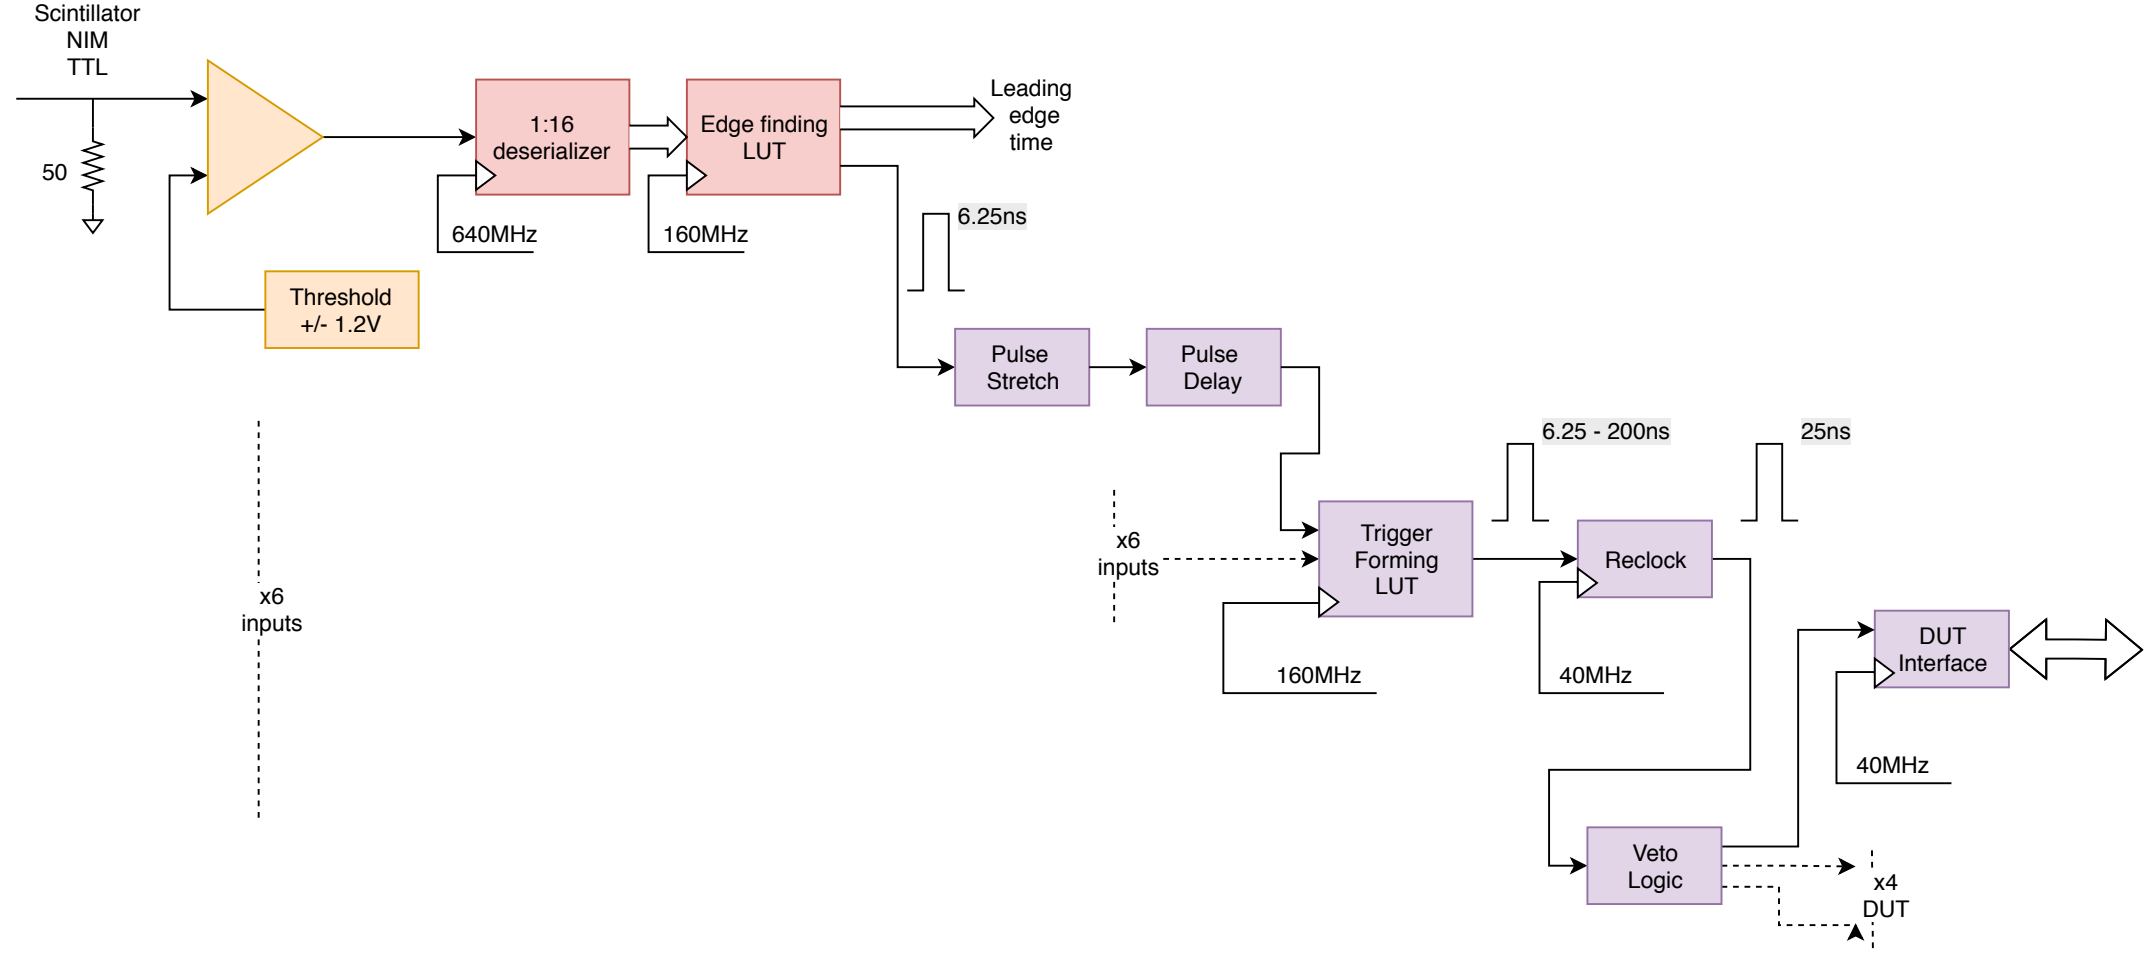 Scintillator
NIM
TTL
50
Threshold
+/- 1.2V
1:16
deserializer
640MHz
Edge finding
LUT
160MHz
Leading
edge
time
6.25ns
Pulse
Stretch
Pulse
Delay
x6
inputs
x6
inputs
Trigger
Forming
LUT
160MHz
6.25 - 200ns
Reclock
40MHz
25ns
DUT
Interface
40MHz
Veto
Logic
x4
DUT